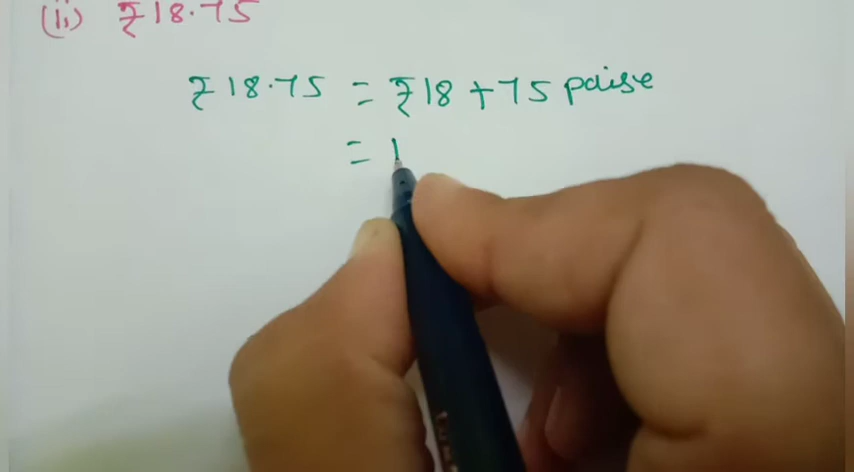 (ii) ₹18.75
₹18.75 = ₹18 + 75 paise
= 1